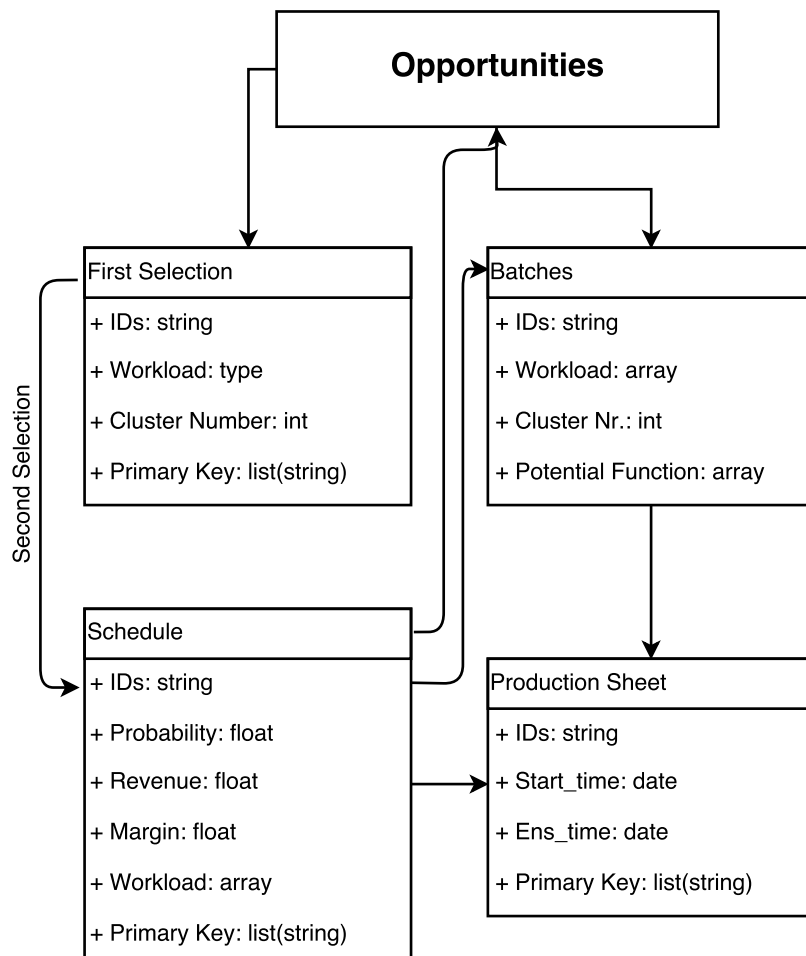 Opportunities
First Selection
+ IDs: string
+ Workload: type
+ Cluster Number: int
+ Primary Key: list(string)
Batches
+ IDs: string
+ Workload: array
+ Cluster Nr.: int
+ Potential Function: array
Second Selection
Schedule
+ IDs: string
+ Probability: float
+ Revenue: float
+ Margin: float
+ Workload: array
+ Primary Key: list(string)
Production Sheet
+ IDs: string
+ Start_time: date
+ Ens_time: date
+ Primary Key: list(string)